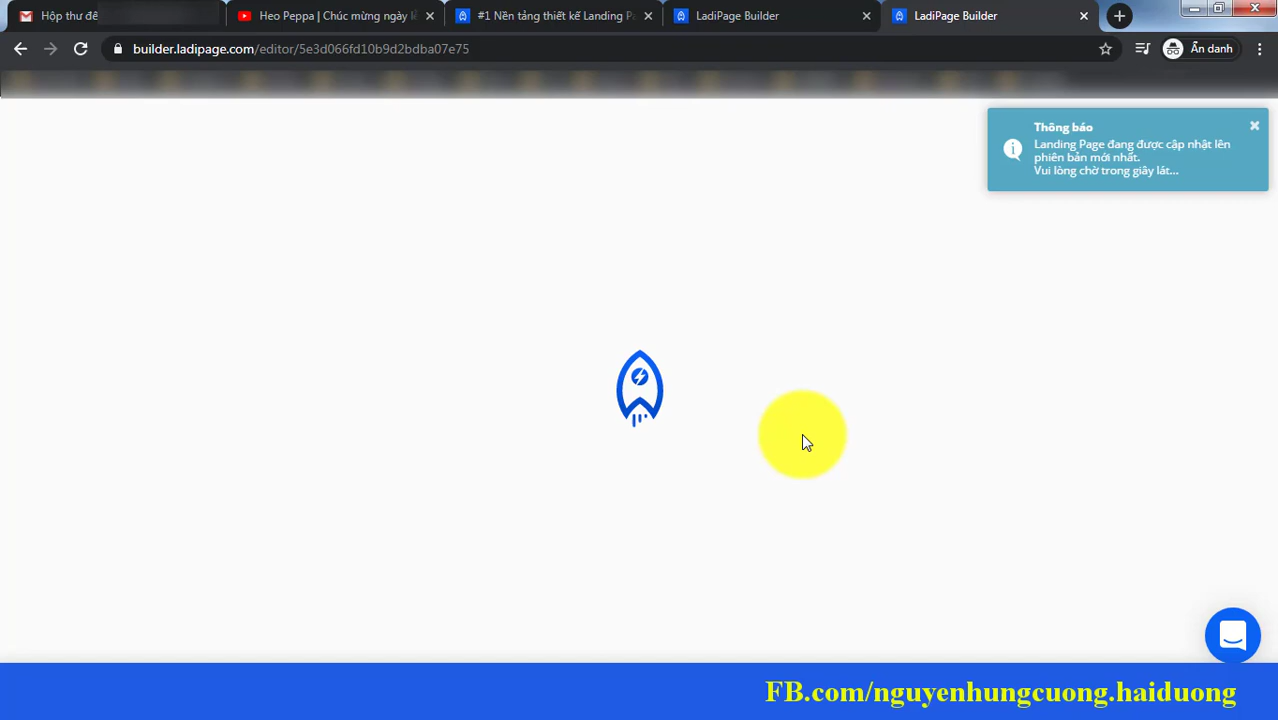 Hộp thư đế
Heo Peppa | Chúc mừng ngày lễ
#1 Nền tảng thiết kế Landing Pa
LadiPage Builder
LadiPage Builder
builder.ladipage.com/editor/5e3d066fd10b9d2bdba07e75
Ẩn danh
Thông báo
Landing Page đang được cập nhật lên
phiên bản mới nhất.
Vui lòng chờ trong giây lát...
FB.com/nguyenhungcuong.haiduong